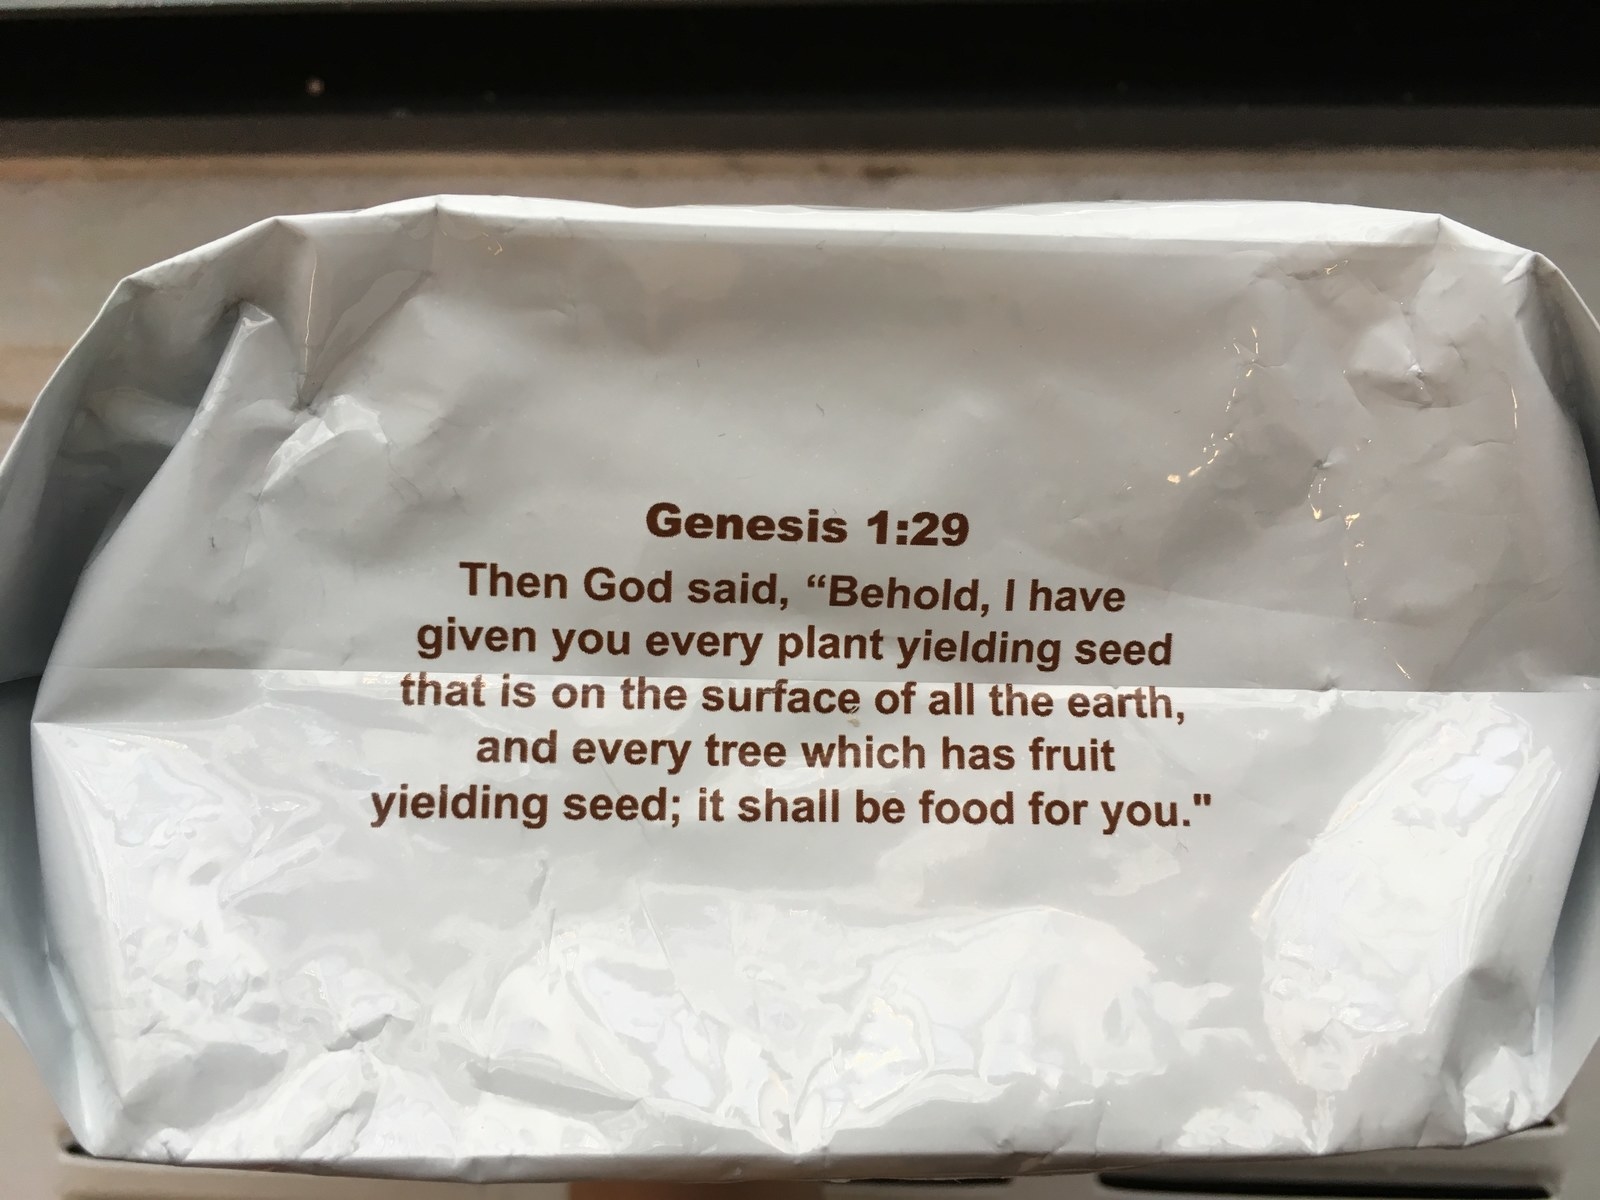 Genesis 1:29
Then God said, “Behold, I have
given you every plant yielding seed
that is on the surface of all the earth,
and every tree which has fruit
yielding seed; it shall be food for you."